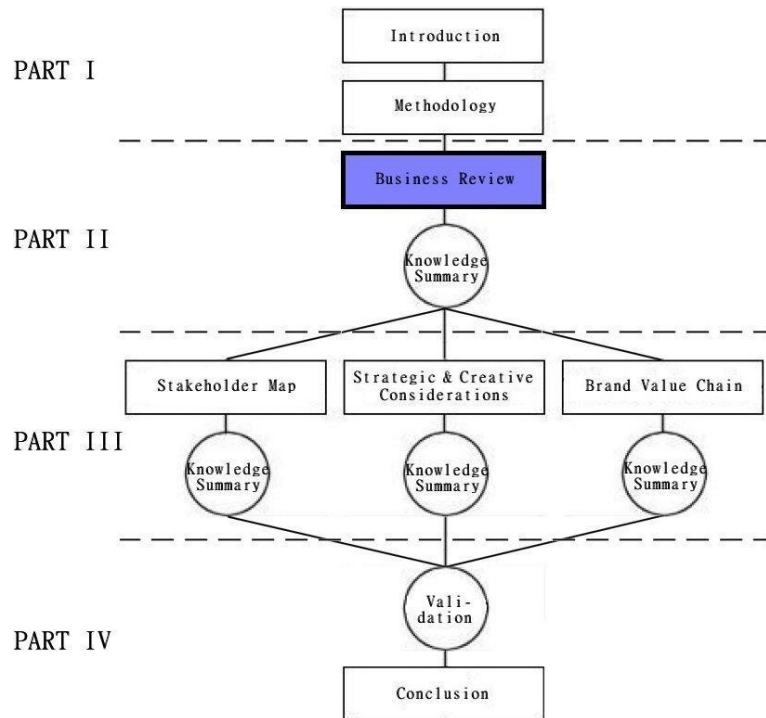 Introduction
PART I
Methodology
Business Review
PART II
Knowledge
Summary
Stakeholder Map
Strategic & Creative
Considerations
Brand Value Chain
PART III
Knowledge
Summary
Knowledge
Summary
Knowledge
Summary
Vali-
dation
PART IV
Conclusion